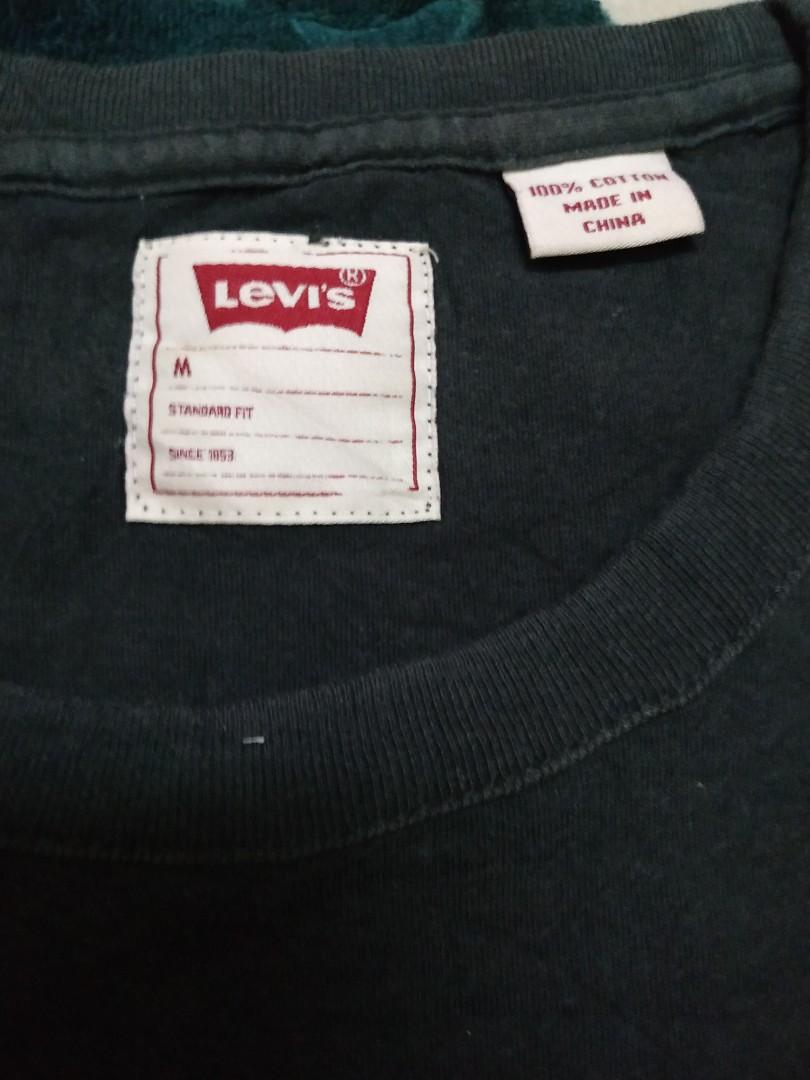 Levi's®
M
STANDARD FIT
SINCE 1853
100% COTTON
MADE IN
CHINA